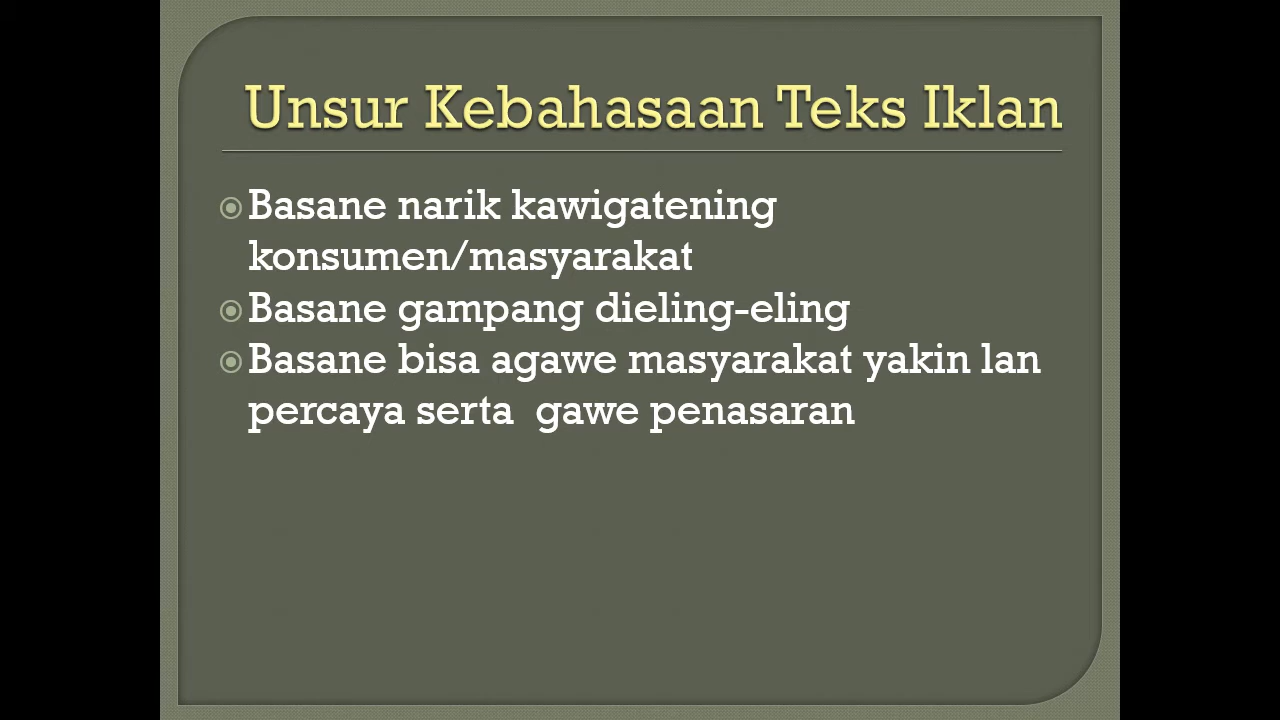 Unsur Kebahasaan Teks Iklan
Basane narik kawigatening
konsumen/masyarakat
Basane gampang dieling-eling
Basane bisa agawe masyarakat yakin lan
percaya serta  gawe penasaran